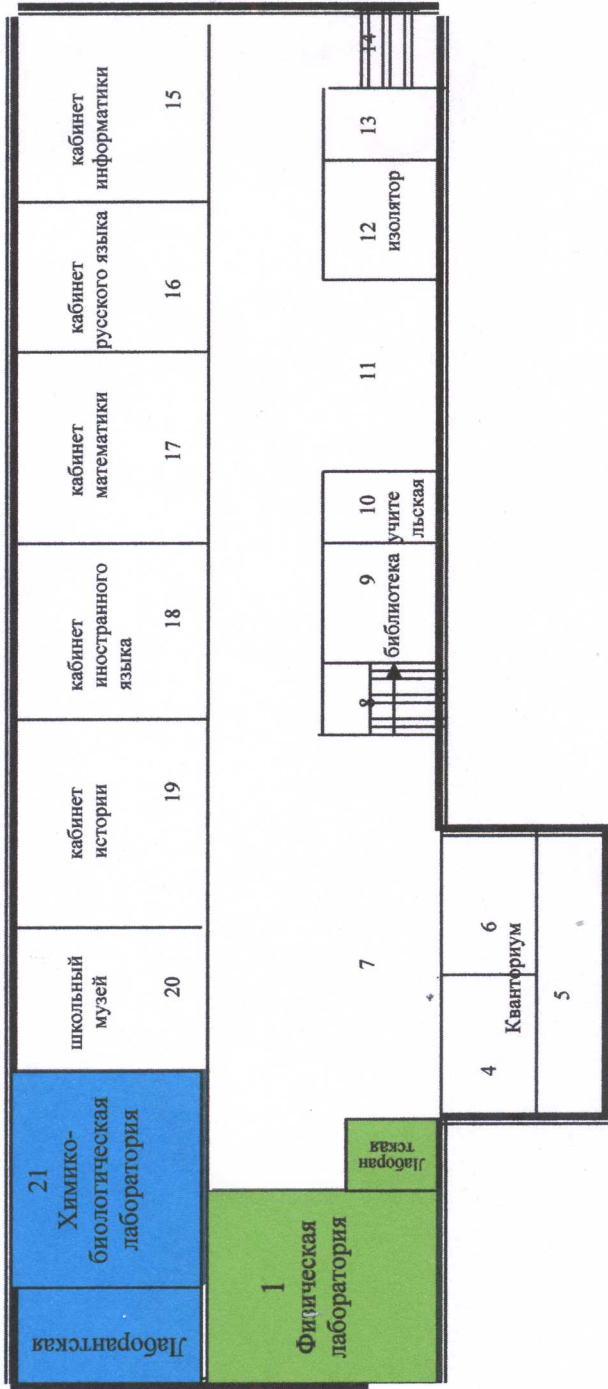 Лаборантская
21
Химико-
биологическая
лаборатория
школьный
музей
20
кабинет
истории
19
кабинет
иностранного
языка
18
кабинет
математики
17
кабинет
русского языка
16
кабинет
информатики
15
1
Физическая
лаборатория
Лаборан
тская
7
8
9
библиотека
10
учите
льская
11
12
изолятор
13
14
4
6
Кванториум
5